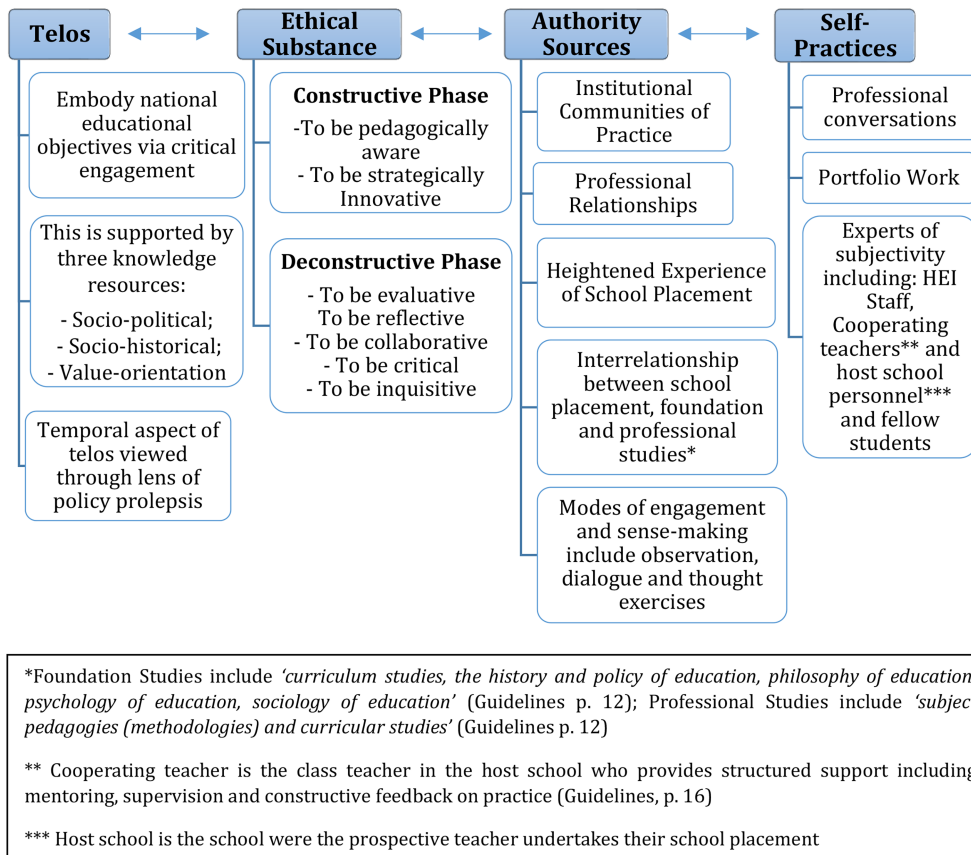 Telos
Embody national
educational
objectives via critical
engagement
This is supported by
three knowledge
resources:
- Socio-political;
- Socio-historical;
- Value-orientation
Temporal aspect of
telos viewed
through lens of
policy prolepsis
Ethical
Substance
Constructive Phase
-To be pedagogically
aware
- To be strategically
Innovative
Deconstructive Phase
- To be evaluative
To be reflective
- To be collaborative
- To be critical
- To be inquisitive
Authority
Sources
Institutional
Communities of
Practice
Professional
Relationships
Heightened Experience
of School Placement
Interrelationship
between school
placement, foundation
and professional
studies*
Modes of engagement
and sense-making
include observation,
dialogue and thought
exercises
Self-
Practices
Professional
conversations
Portfolio Work
Experts of
subjectivity
including: HEI
Staff,
Cooperating
teachers** and
host school
personnel***
and fellow
students
*Foundation Studies include ‘curriculum studies, the history and policy of education, philosophy of education
psychology of education, sociology of education’ (Guidelines p. 12); Professional Studies include ‘subjec
pedagogies (methodologies) and curricular studies’ (Guidelines p. 12)
** Cooperating teacher is the class teacher in the host school who provides structured support including
mentoring, supervision and constructive feedback on practice (Guidelines, p. 16)
*** Host school is the school were the prospective teacher undertakes their school placement